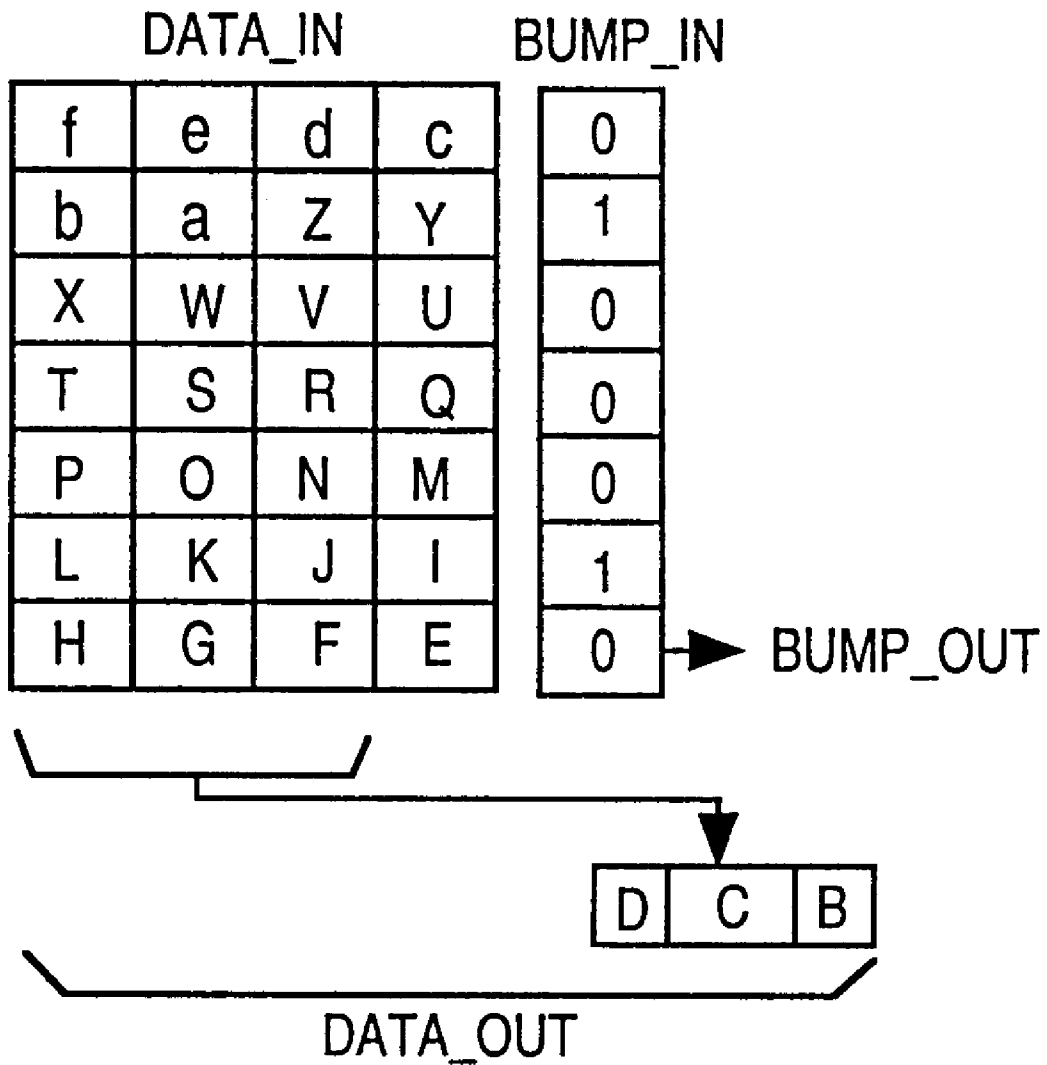 DATA_IN BUMP_IN
f e d c 0
b a Z Y 1
X W V U 0
T S R Q 0
P O N M 0
L K J I 1
H G F E 0 BUMP_OUT
D C B
DATA_OUT